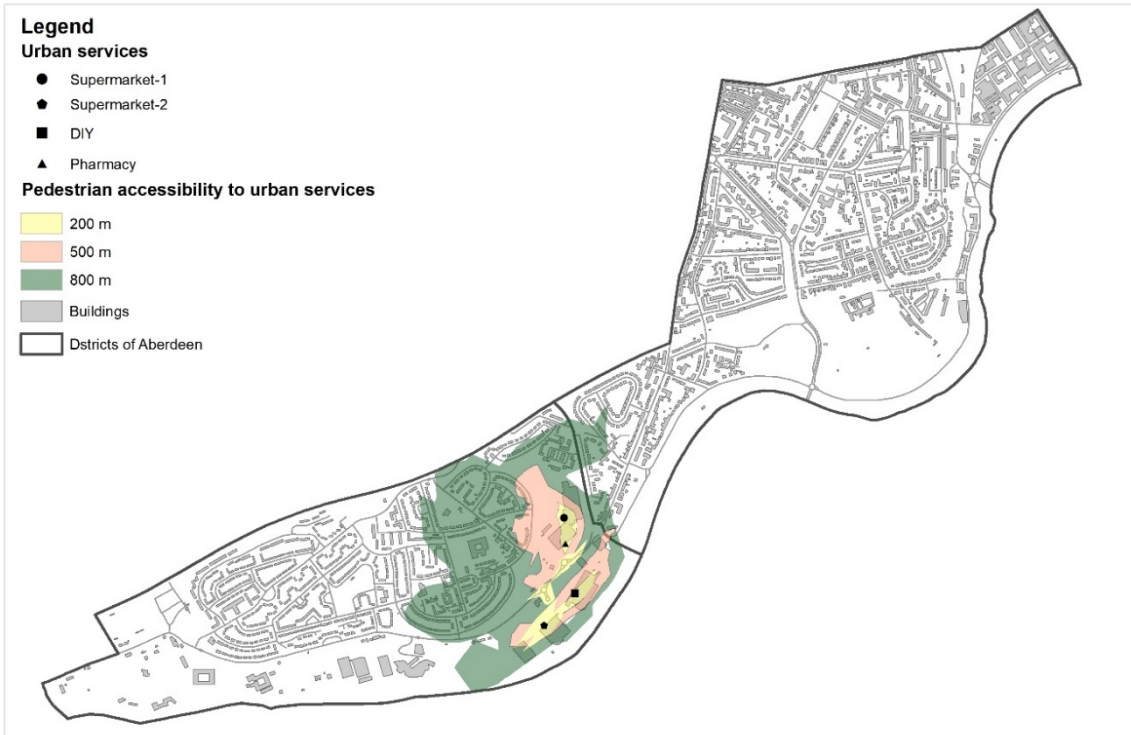 Legend
Urban services
Supermarket-1
Supermarket-2
DIY
Pharmacy
Pedestrian accessibility to urban services
200 m
500 m
800 m
Buildings
Dstricts of Aberdeen